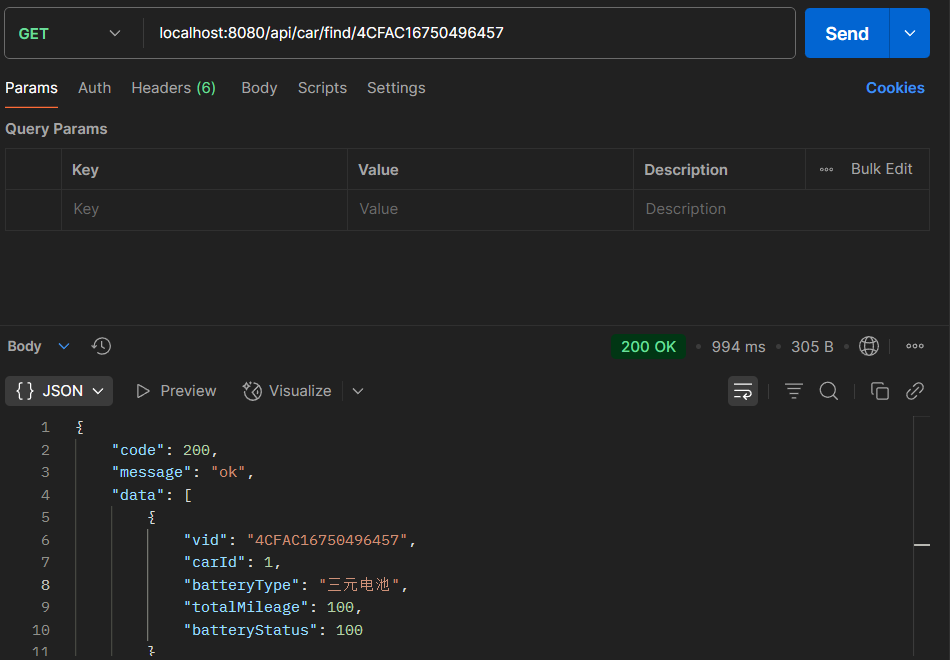 GET localhost:8080/api/car/find/4CFAC16750496457 Send
Params Auth Headers (6) Body Scripts Settings Cookies
Query Params
Key Value Description Bulk Edit
Key Value Description
Body 200 OK • 994 ms • 305 B •
{} JSON Preview Visualize
1 {
2 "code": 200,
3 "message": "ok",
4 "data": [
5 {
6 "vid": "4CFAC16750496457",
7 "carId": 1,
8 "batteryType": "三元电池",
9 "totalMileage": 100,
10 "batteryStatus": 100
11 }